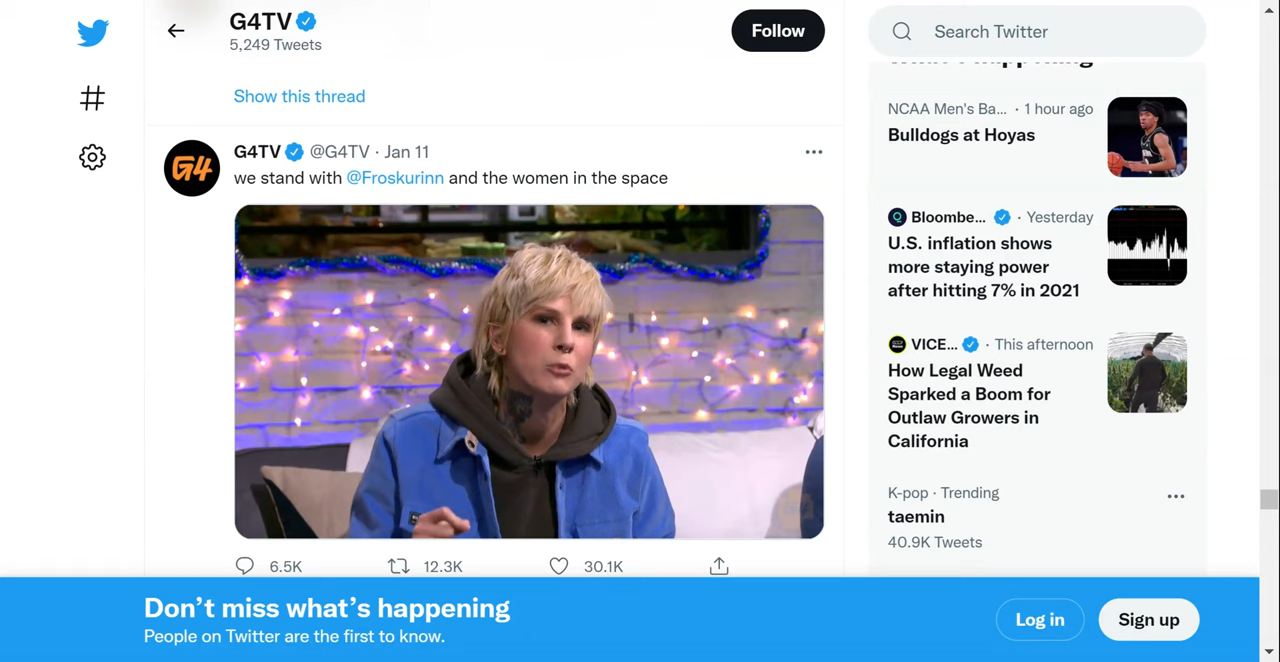 G4TV
5,249 Tweets
Follow
Search Twitter
Show this thread
G4TV @G4TV · Jan 11
we stand with @Froskurinn and the women in the space
G4
6.5K
12.3K
30.1K
What's happening
NCAA Men's Ba... · 1 hour ago
Bulldogs at Hoyas
Bloombe... · Yesterday
U.S. inflation shows
more staying power
after hitting 7% in 2021
VICE... · This afternoon
How Legal Weed
Sparked a Boom for
Outlaw Growers in
California
K-pop · Trending
taemin
40.9K Tweets
Don't miss what's happening
People on Twitter are the first to know.
Log in
Sign up